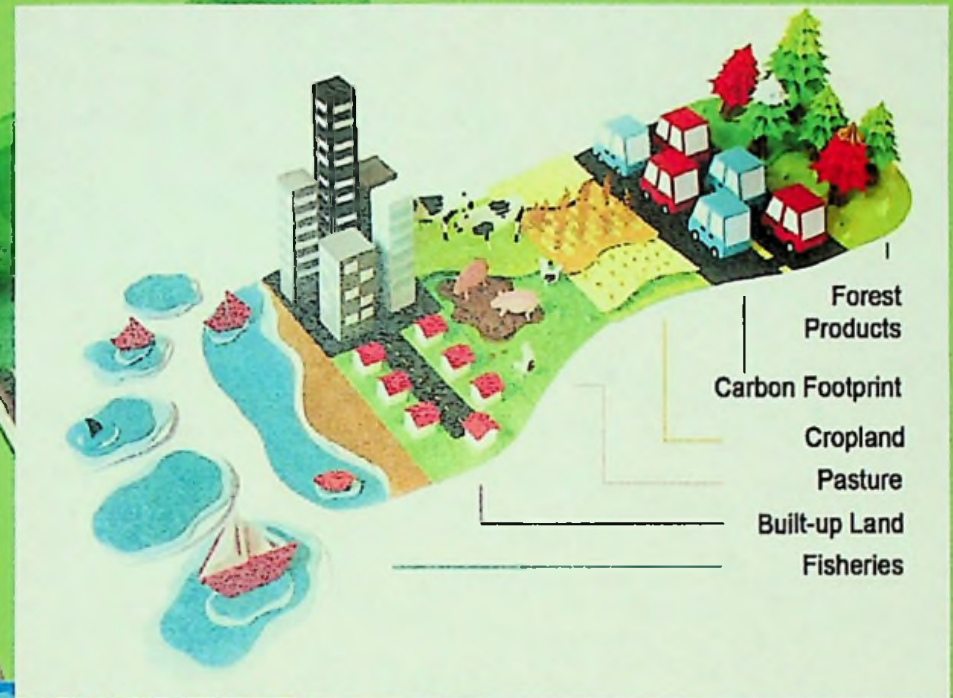 Forest
Products
Carbon Footprint
Cropland
Pasture
Built-up Land
Fisheries